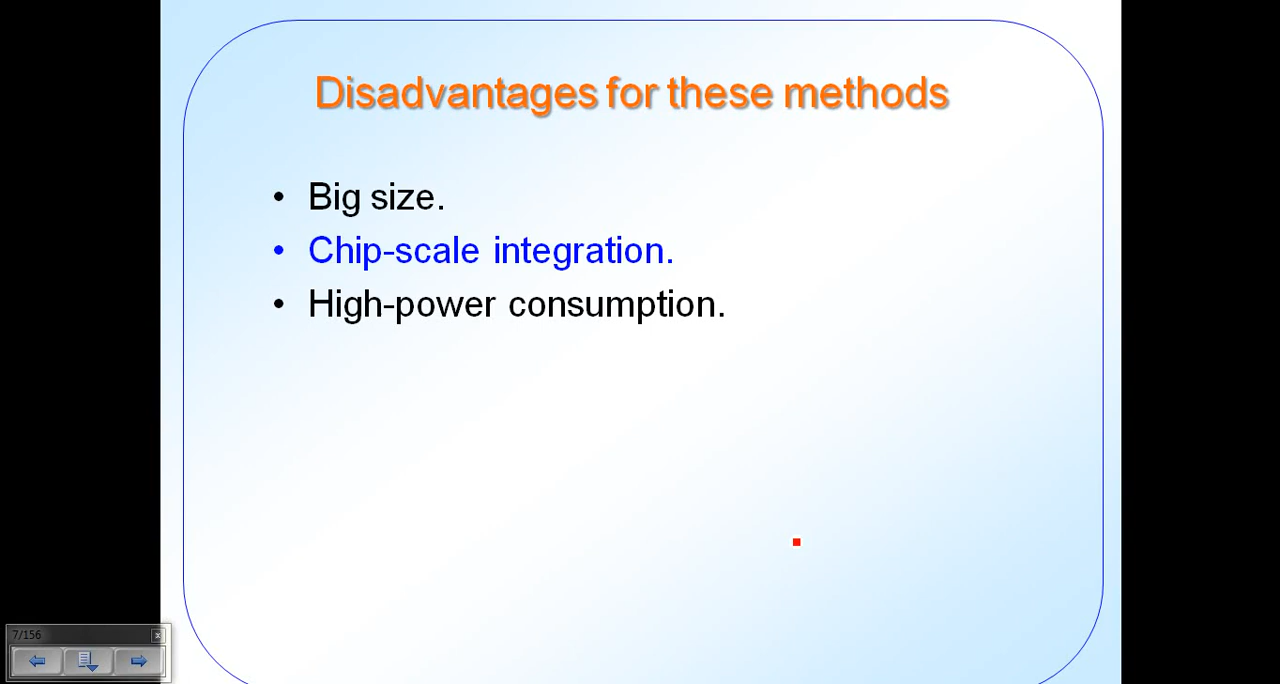 Disadvantages for these methods
• Big size.
• Chip-scale integration.
• High-power consumption.
7/156
x